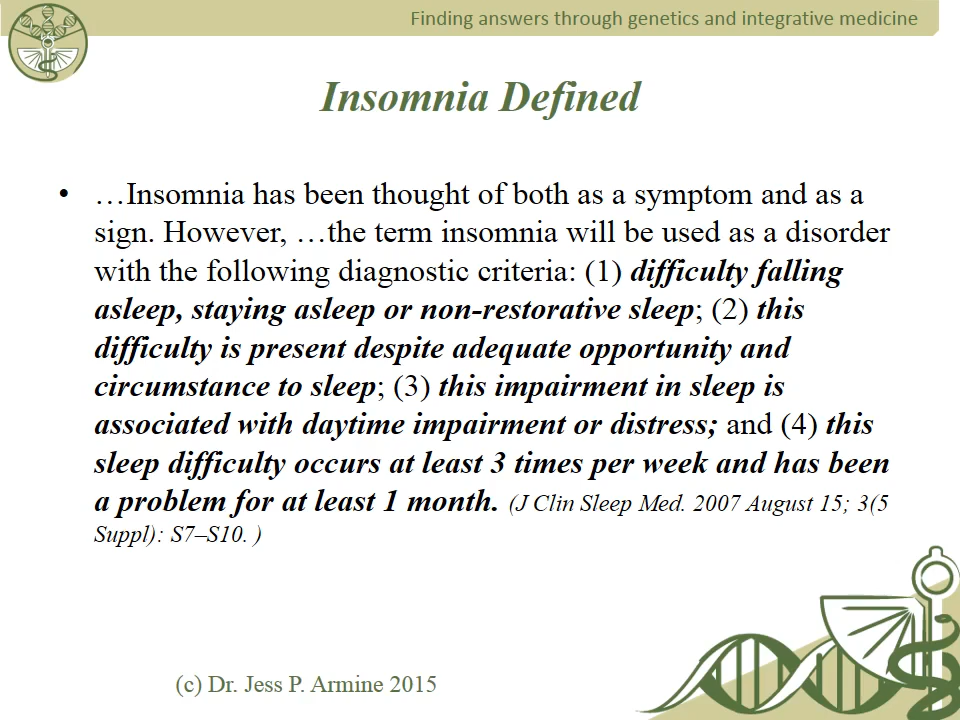 Finding answers through genetics and integrative medicine
Insomnia Defined
• …Insomnia has been thought of both as a symptom and as a
sign. However, …the term insomnia will be used as a disorder
with the following diagnostic criteria: (1) difficulty falling
asleep, staying asleep or non-restorative sleep; (2) this
difficulty is present despite adequate opportunity and
circumstance to sleep; (3) this impairment in sleep is
associated with daytime impairment or distress; and (4) this
sleep difficulty occurs at least 3 times per week and has been
a problem for at least 1 month. (J Clin Sleep Med. 2007 August 15; 3(5
Suppl): S7–S10. )
(c) Dr. Jess P. Armine 2015